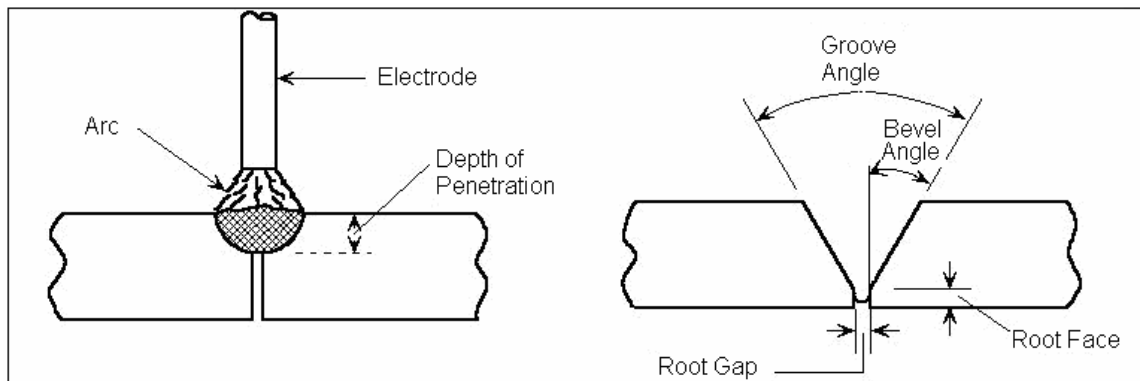 Electrode
Arc
Depth of
Penetration
Groove
Angle
Bevel
Angle
Root Face
Root Gap